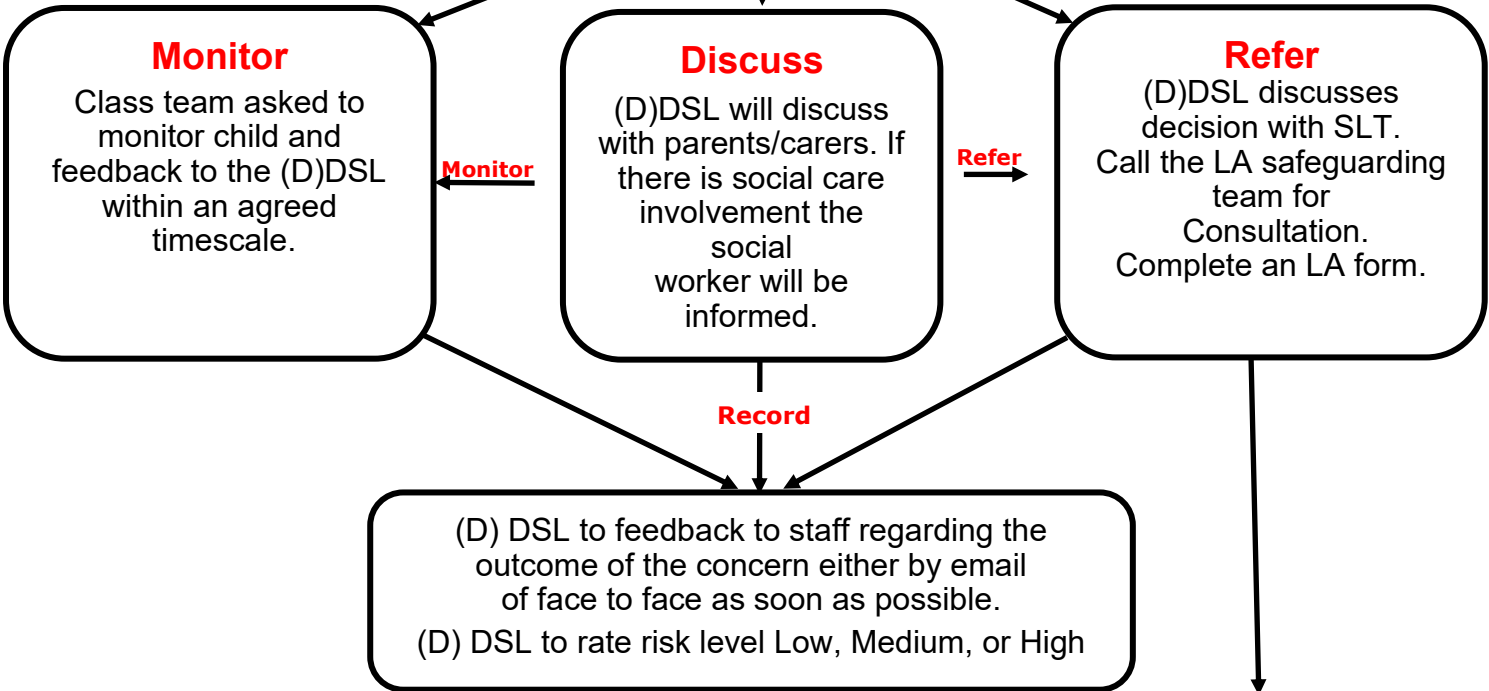 Monitor
Class team asked to
monitor child and
feedback to the (D)DSL
within an agreed
timescale.
Monitor
Discuss
(D)DSL will discuss
with parents/carers. If
there is social care
involvement the
social
worker will be
informed.
Refer
Refer
(D)DSL discusses
decision with SLT.
Call the LA safeguarding
team for
Consultation.
Complete an LA form.
Record
(D) DSL to feedback to staff regarding the
outcome of the concern either by email
of face to face as soon as possible.
(D) DSL to rate risk level Low, Medium, or High